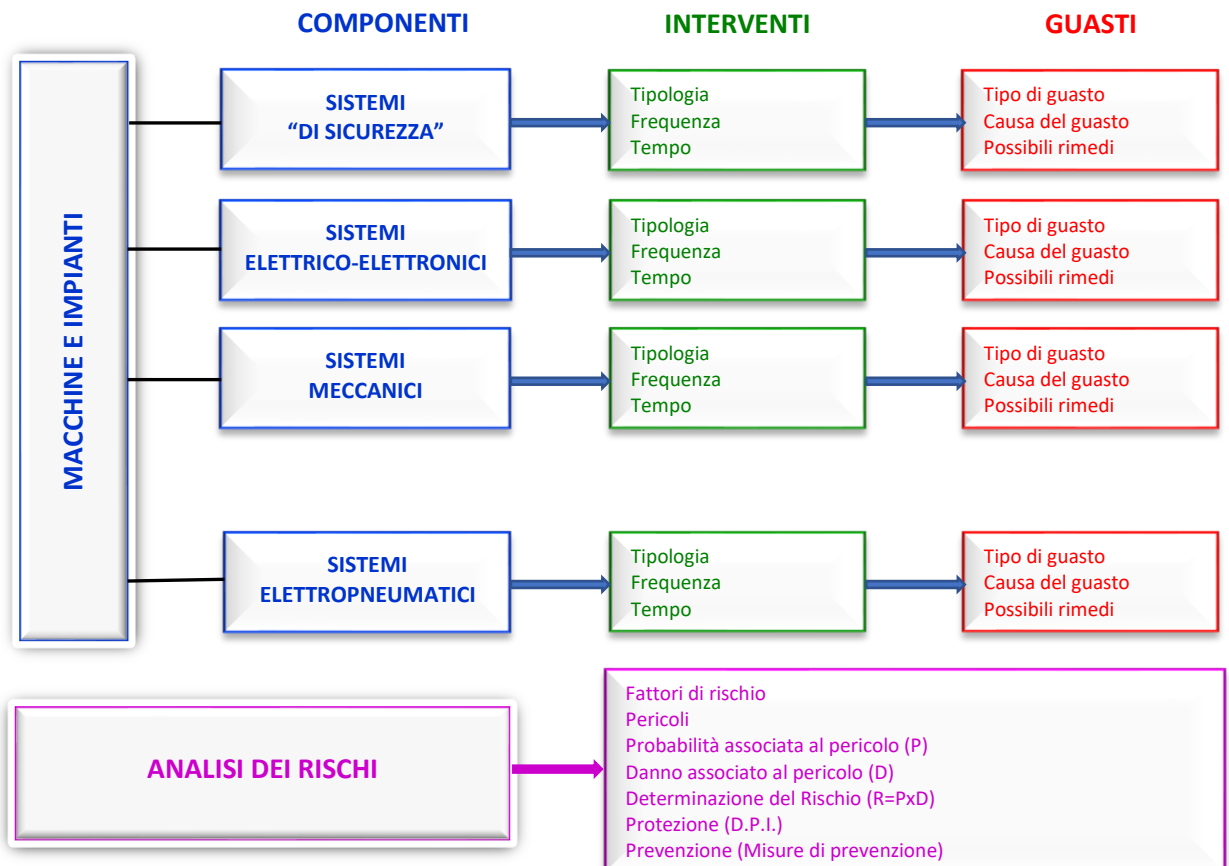 COMPONENTI
INTERVENTI
GUASTI
MACCHINE E IMPIANTI
SISTEMI
“DI SICUREZZA”
Tipologia
Frequenza
Tempo
Tipo di guasto
Causa del guasto
Possibili rimedi
SISTEMI
ELETTRICO-ELETTRONICI
Tipologia
Frequenza
Tempo
Tipo di guasto
Causa del guasto
Possibili rimedi
SISTEMI
MECCANICI
Tipologia
Frequenza
Tempo
Tipo di guasto
Causa del guasto
Possibili rimedi
SISTEMI
ELETTROPNEUMATICI
Tipologia
Frequenza
Tempo
Tipo di guasto
Causa del guasto
Possibili rimedi
ANALISI DEI RISCHI
Fattori di rischio
Pericoli
Probabilità associata al pericolo (P)
Danno associato al pericolo (D)
Determinazione del Rischio (R=PxD)
Protezione (D.P.I.)
Prevenzione (Misure di prevenzione)